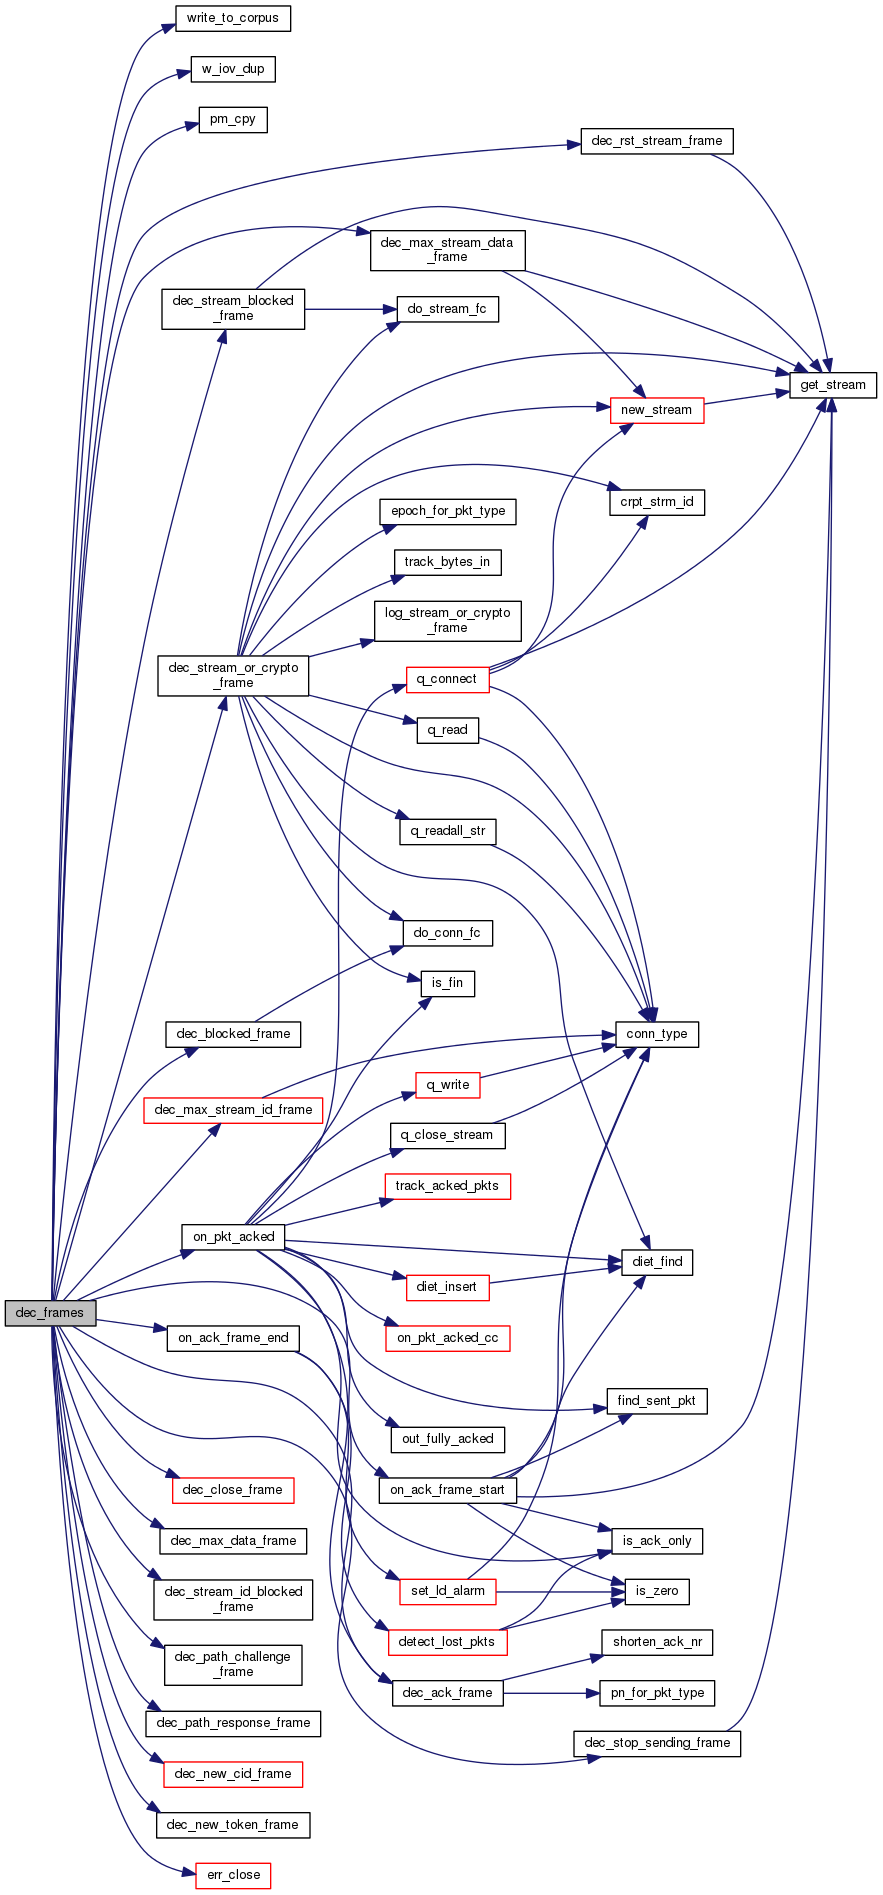 write_to_corpus
w_iov_dup
pm_cpy
dec_rst_stream_frame
dec_max_stream_data
_frame
dec_stream_blocked
_frame
do_stream_fc
get_stream
new_stream
crpt_strm_id
epoch_for_pkt_type
track_bytes_in
log_stream_or_crypto
_frame
dec_stream_or_crypto
_frame
q_connect
q_read
q_readall_str
do_conn_fc
is_fin
dec_blocked_frame
conn_type
q_write
dec_max_stream_id_frame
q_close_stream
track_acked_pkts
on_pkt_acked
diet_find
diet_insert
dec_frames
on_ack_frame_end
on_pkt_acked_cc
find_sent_pkt
out_fully_acked
dec_close_frame
on_ack_frame_start
dec_max_data_frame
is_ack_only
dec_stream_id_blocked
_frame
set_ld_alarm
is_zero
detect_lost_pkts
shorten_ack_nr
dec_path_challenge
_frame
dec_ack_frame
pn_for_pkt_type
dec_path_response_frame
dec_stop_sending_frame
dec_new_cid_frame
dec_new_token_frame
err_close